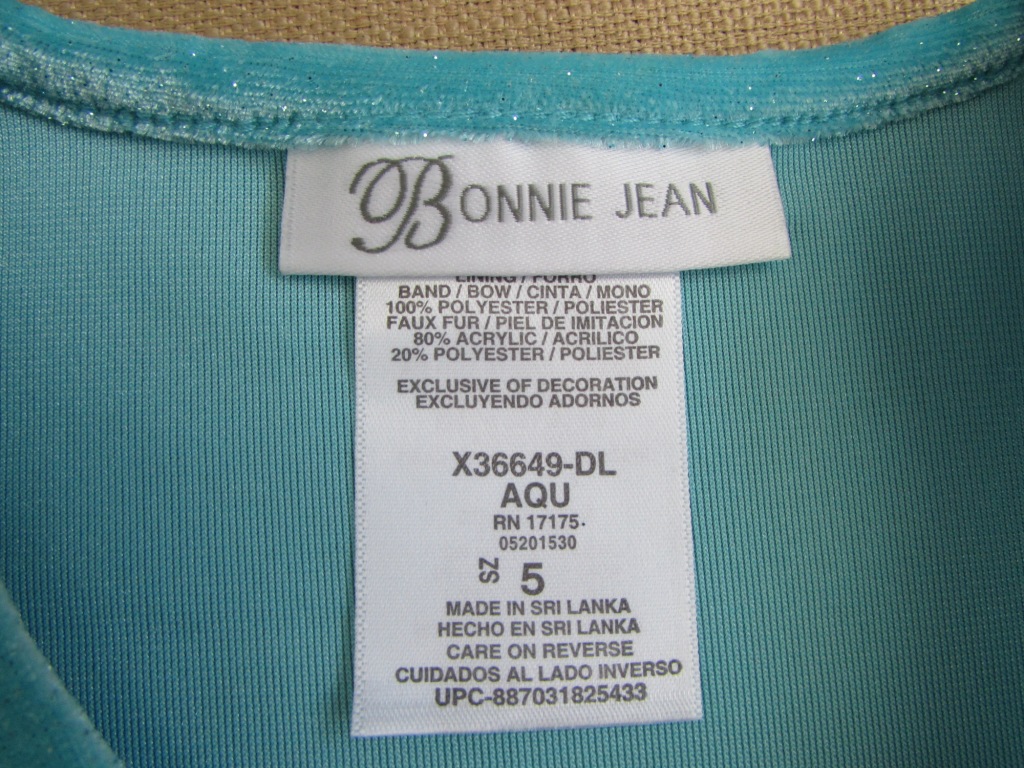 BONNIE JEAN
LINING / FORRO
BAND / BOW / CINTA / MONO
100% POLYESTER / POLIESTER
FAUX FUR / PIEL DE IMITACION
80% ACRYLIC / ACRILICO
20% POLYESTER / POLIESTER
EXCLUSIVE OF DECORATION
EXCLUYENDO ADORNOS
X36649-DL
AQU
RN 17175.
05201530
SZ 5
MADE IN SRI LANKA
HECHO EN SRI LANKA
CARE ON REVERSE
CUIDADOS AL LADO INVERSO
UPC-887031825433